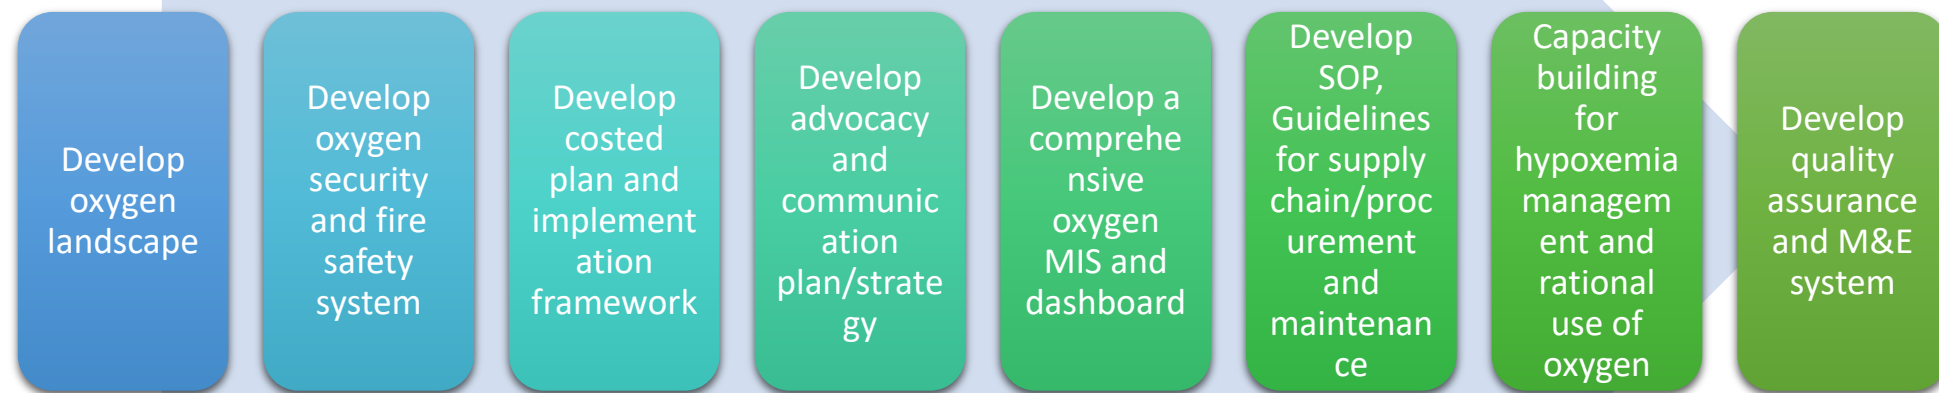 Develop
oxygen
landscape
Develop
oxygen
security
and fire
safety
system
Develop
costed
plan and
implement
ation
framework
Develop
advocacy
and
communic
ation
plan/strate
gy
Develop a
comprehe
nsive
oxygen
MIS and
dashboard
Develop
SOP,
Guidelines
for supply
chain/proc
urement
and
maintenan
ce
Capacity
building
for
hypoxemia
managem
ent and
rational
use of
oxygen
Develop
quality
assurance
and M&E
system